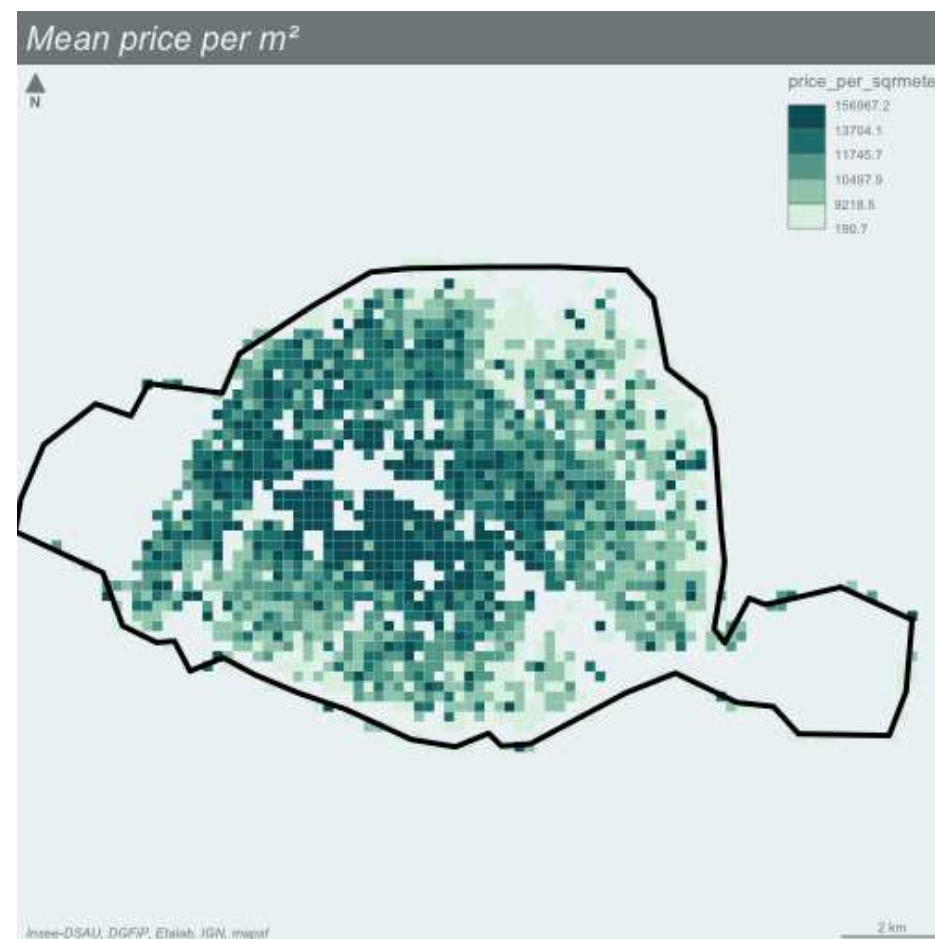 Mean price per m²
N
price_per_sqrmete
156967.2
13704.1
11745.7
10497.9
9218.5
190.7
2 km
Insee-DSAU, DGFiP, Etalab, IGN, mapsf